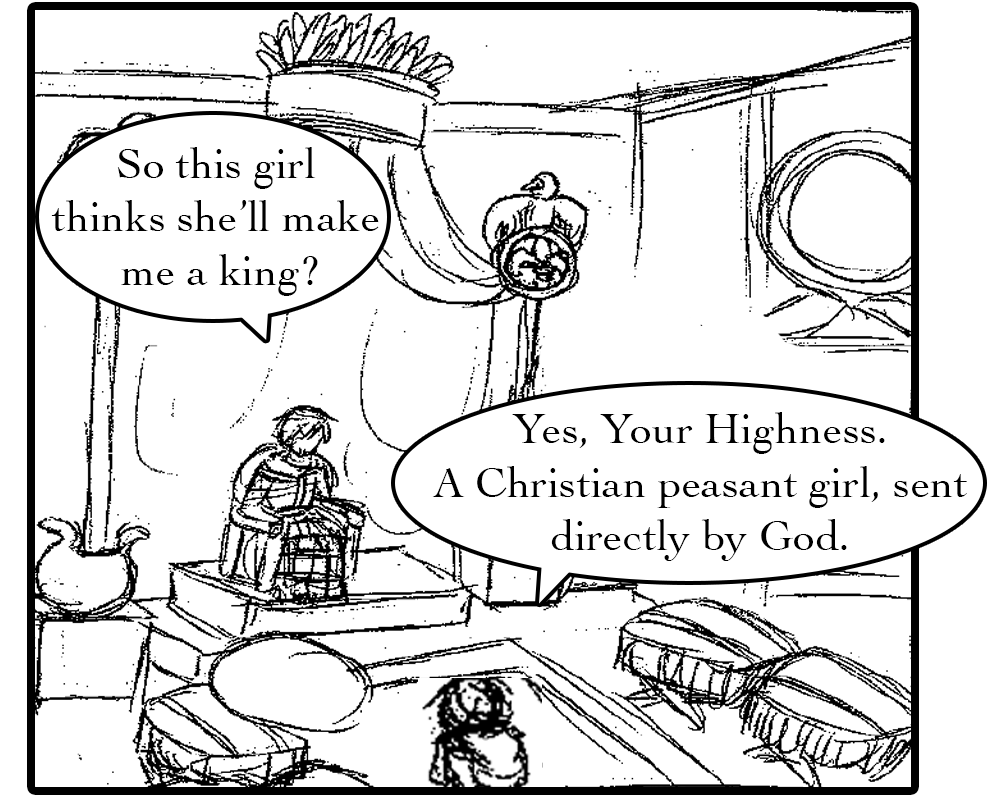 So this girl
thinks she’ll make
me a king?
Yes, Your Highness.
A Christian peasant girl, sent
directly by God.